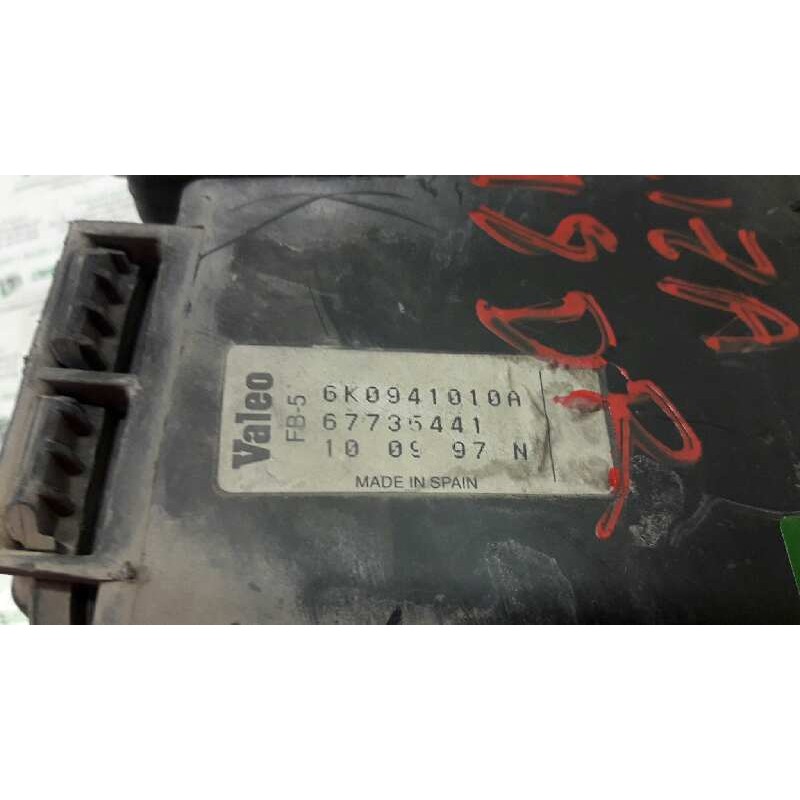 Valeo
FB-5
6K0941010A
67735441
10 09 97 N
MADE IN SPAIN